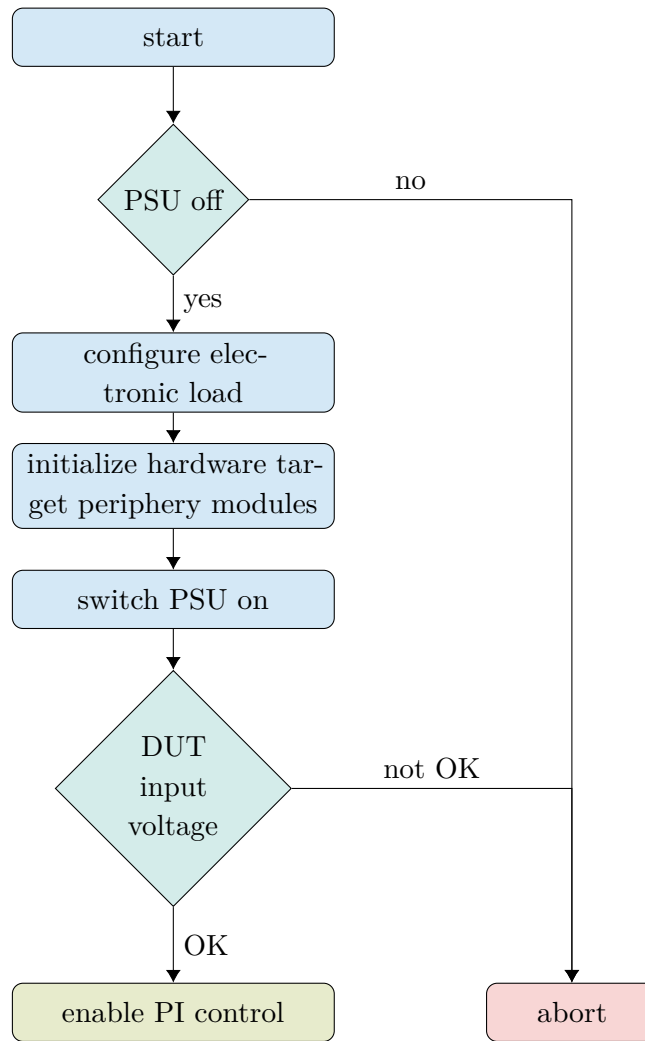 start
PSU off
no
yes
configure elec-
tronic load
initialize hardware tar-
get periphery modules
switch PSU on
DUT
input
voltage
not OK
OK
enable PI control
abort